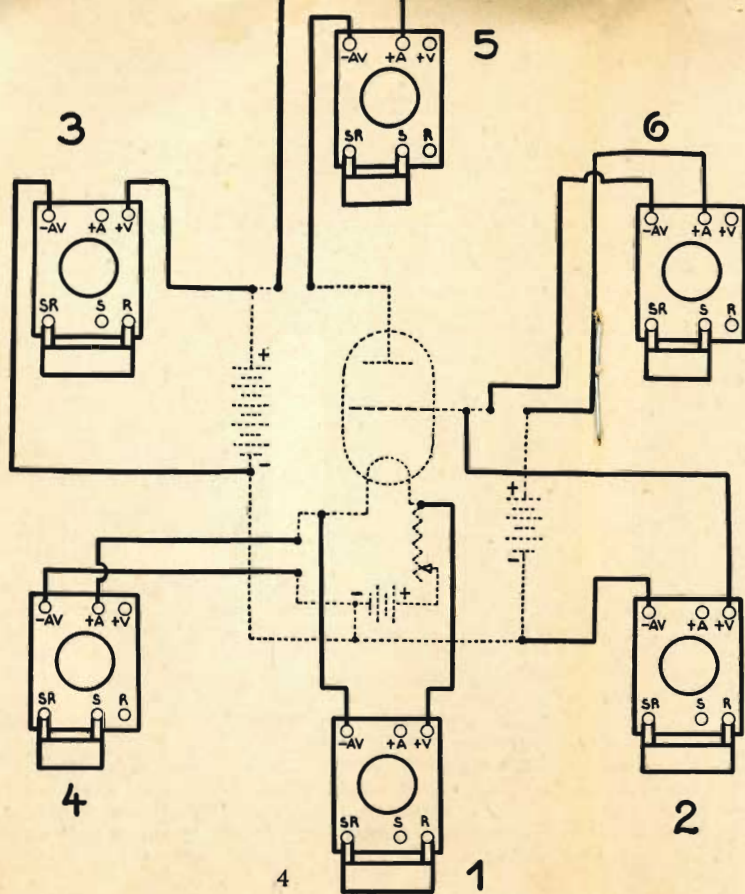 5
-AV +A +V
SR S R
3
-AV +A +V
SR S R
6
-AV +A +V
SR S R
+
-
+
-
- +
4
-AV +A +V
SR S R
2
-AV +A +V
SR S R
1
-AV +A +V
SR S R
4